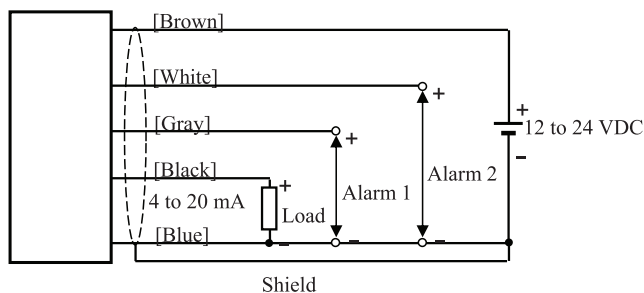 [Brown]
[White]
+
[Gray]
+
+
12 to 24 VDC
−
[Black]
+
Alarm 2
4 to 20 mA
Load
Alarm 1
[Blue]
−
−
−
Shield